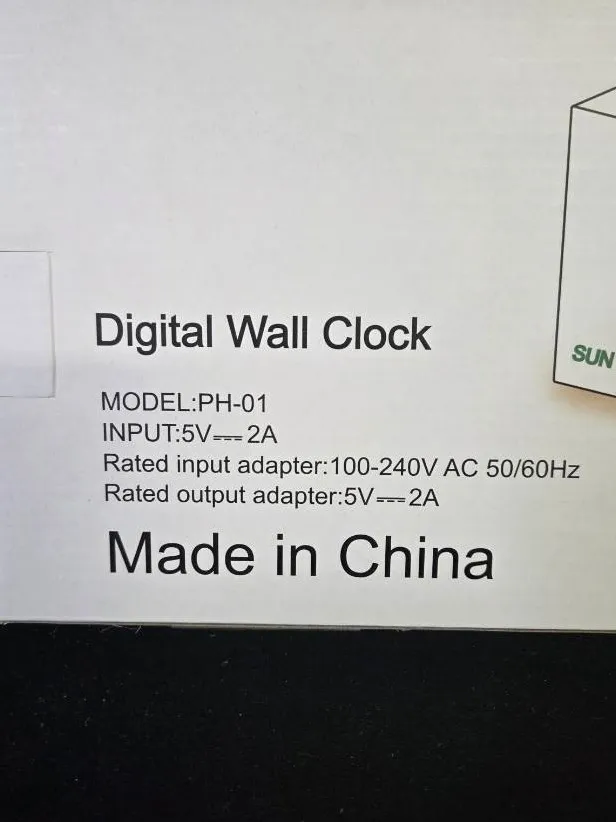 Digital Wall Clock
SUN
MODEL:PH-01
INPUT:5V⎓2A
Rated input adapter:100-240V AC 50/60Hz
Rated output adapter:5V⎓2A
Made in China